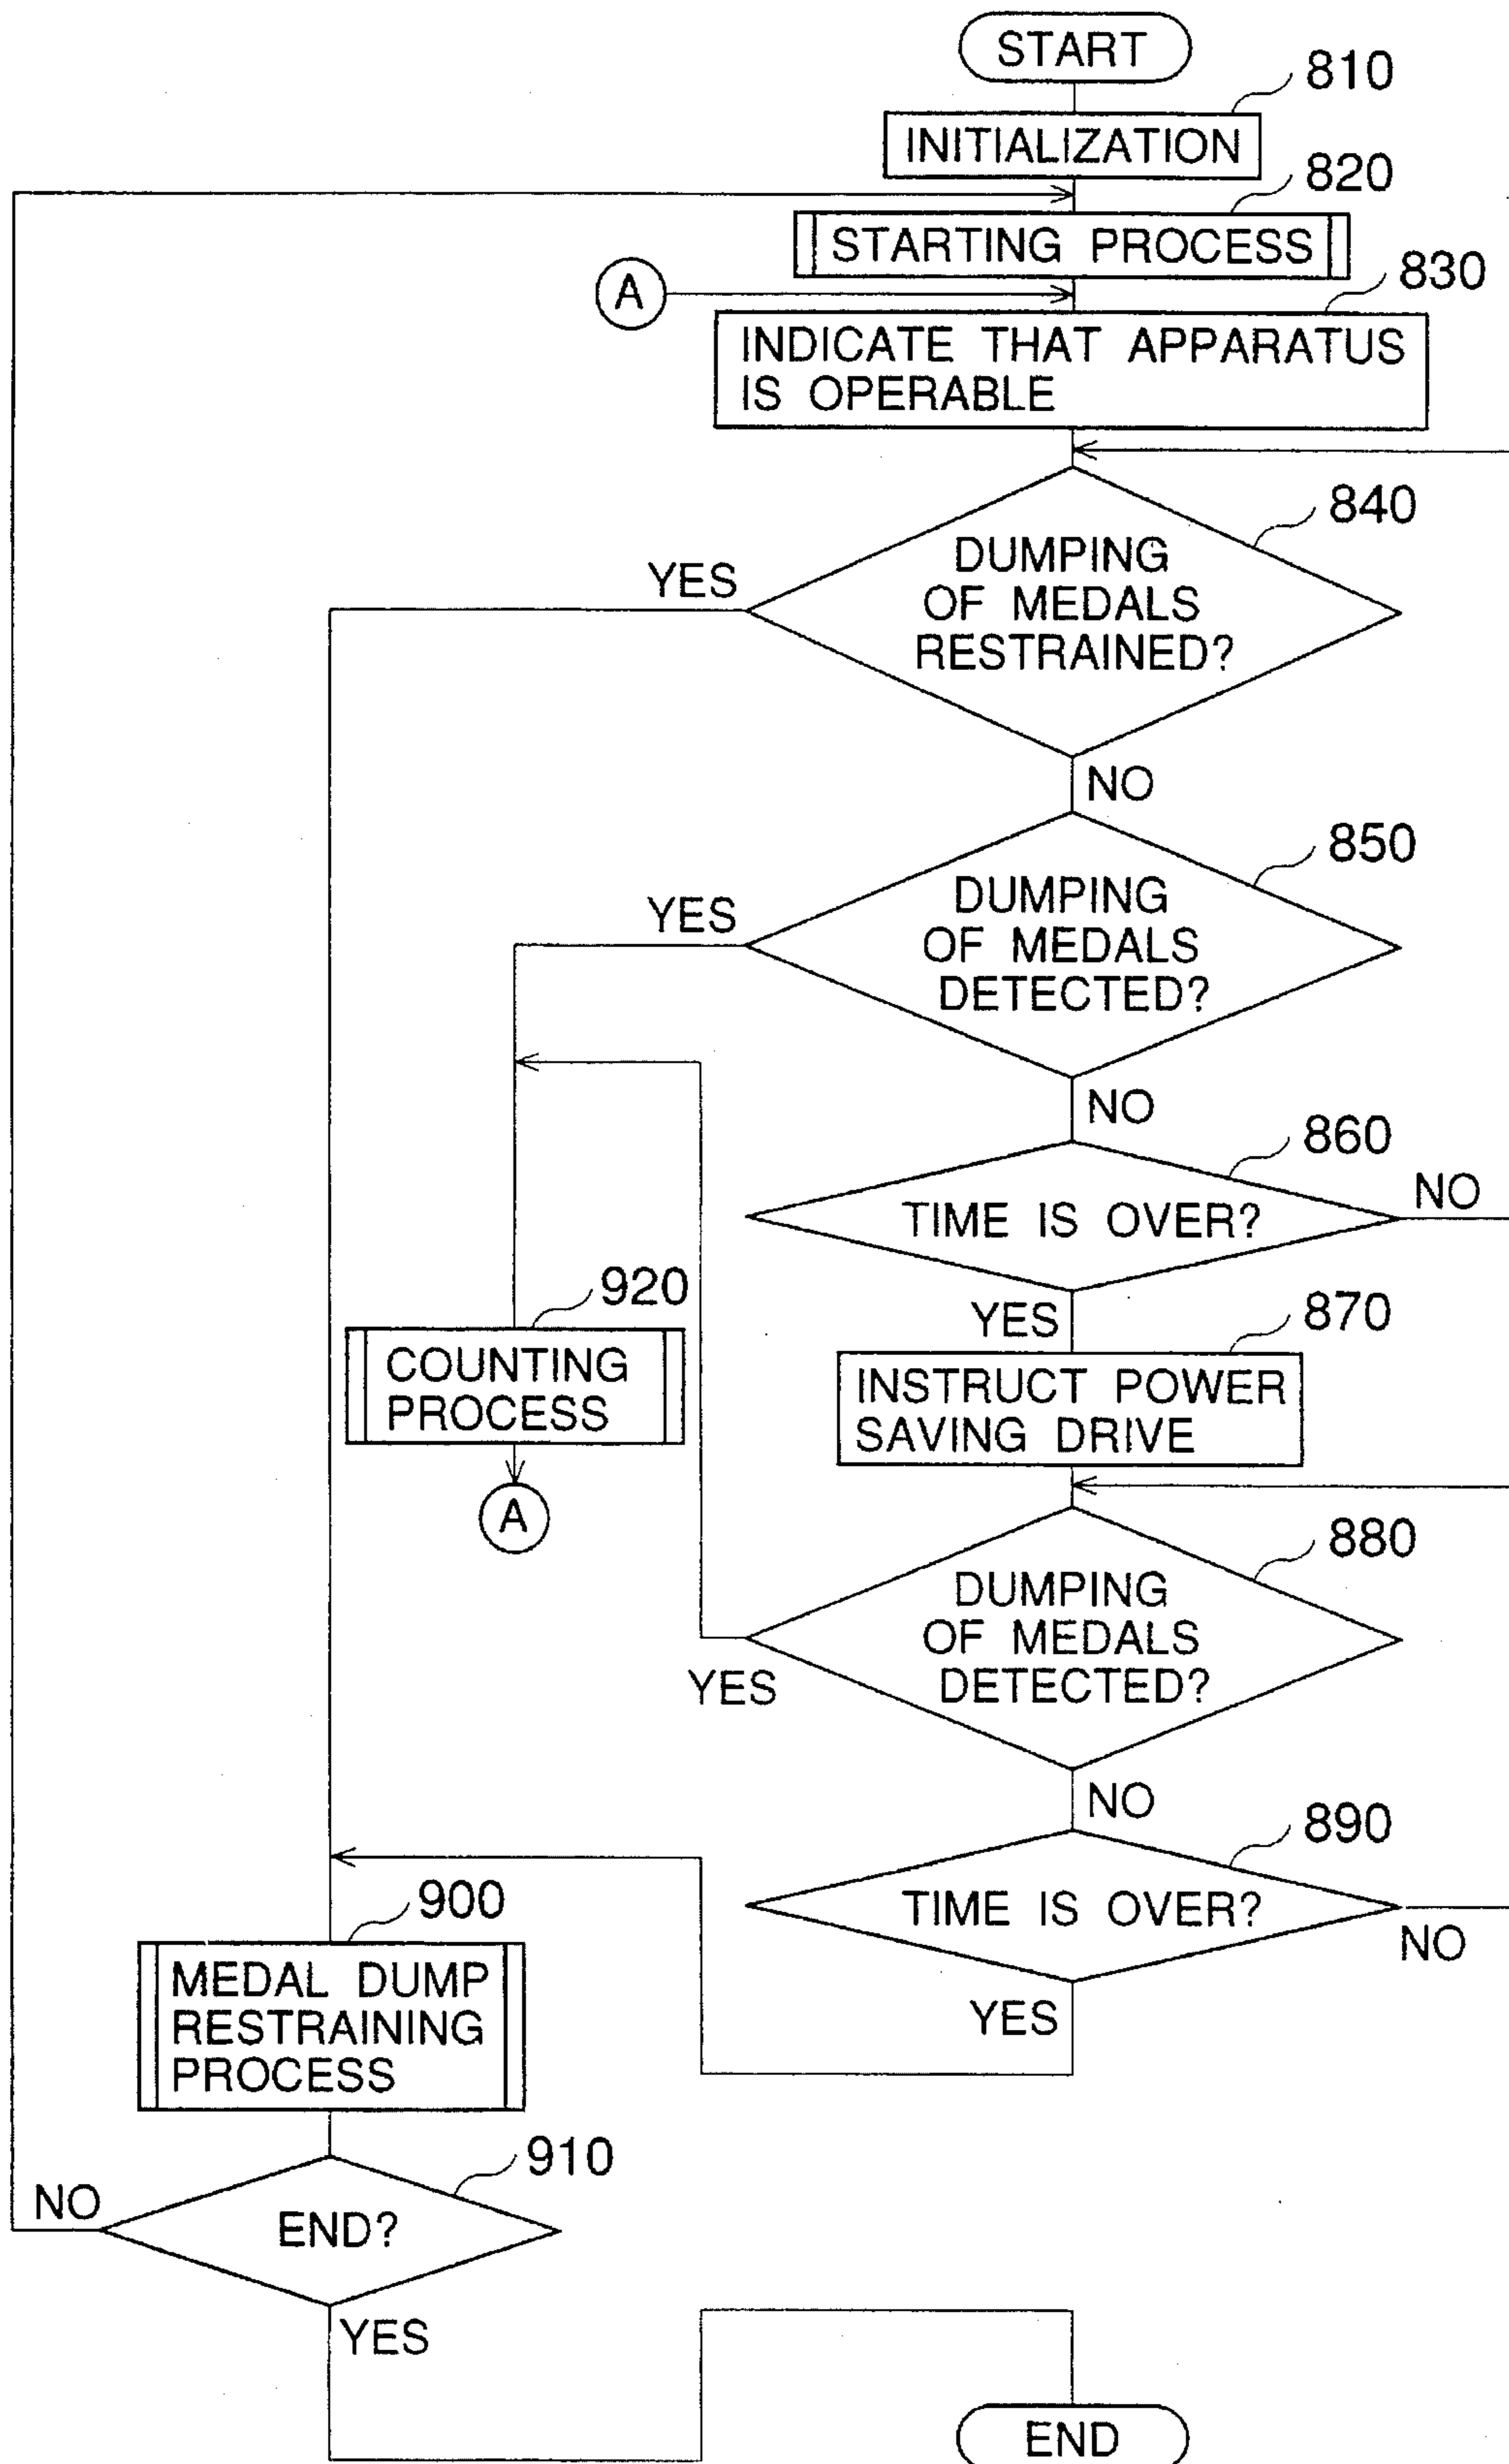 START
810
INITIALIZATION
820
STARTING PROCESS
A
830
INDICATE THAT APPARATUS
IS OPERABLE
840
YES
DUMPING
OF MEDALS
RESTRAINED?
NO
850
YES
DUMPING
OF MEDALS
DETECTED?
NO
860
TIME IS OVER?
NO
920
YES
870
COUNTING
PROCESS
INSTRUCT POWER
SAVING DRIVE
A
880
DUMPING
OF MEDALS
DETECTED?
YES
NO
890
900
TIME IS OVER?
NO
MEDAL DUMP
RESTRAINING
PROCESS
YES
910
NO
END?
YES
END